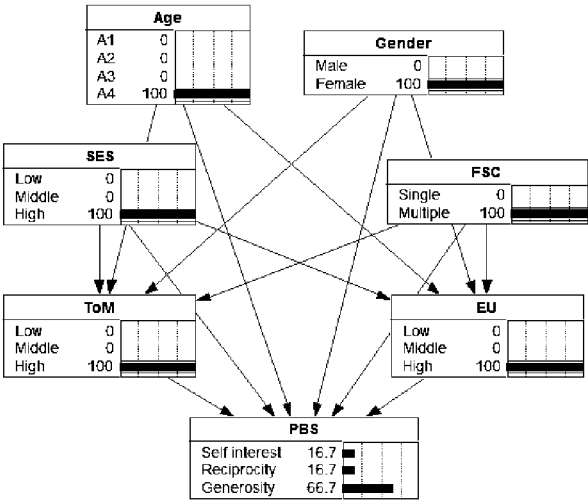 Age
A1 0
A2 0
A3 0
A4 100
Gender
Male 0
Female 100
SES
Low 0
Middle 0
High 100
FSC
Single 0
Multiple 100
ToM
Low 0
Middle 0
High 100
EU
Low 0
Middle 0
High 100
PBS
Self interest 16.7
Reciprocity 16.7
Generosity 66.7